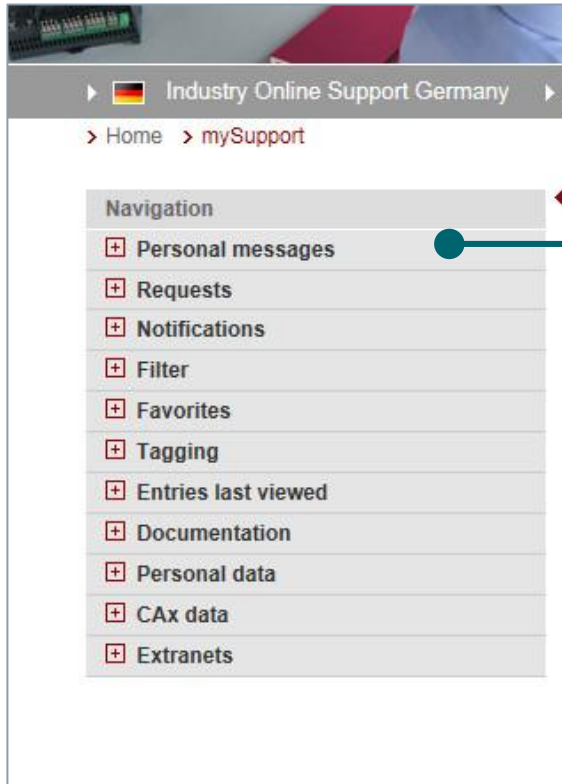 Industry Online Support Germany
Home mySupport
Navigation
Personal messages
Requests
Notifications
Filter
Favorites
Tagging
Entries last viewed
Documentation
Personal data
CAx data
Extranets